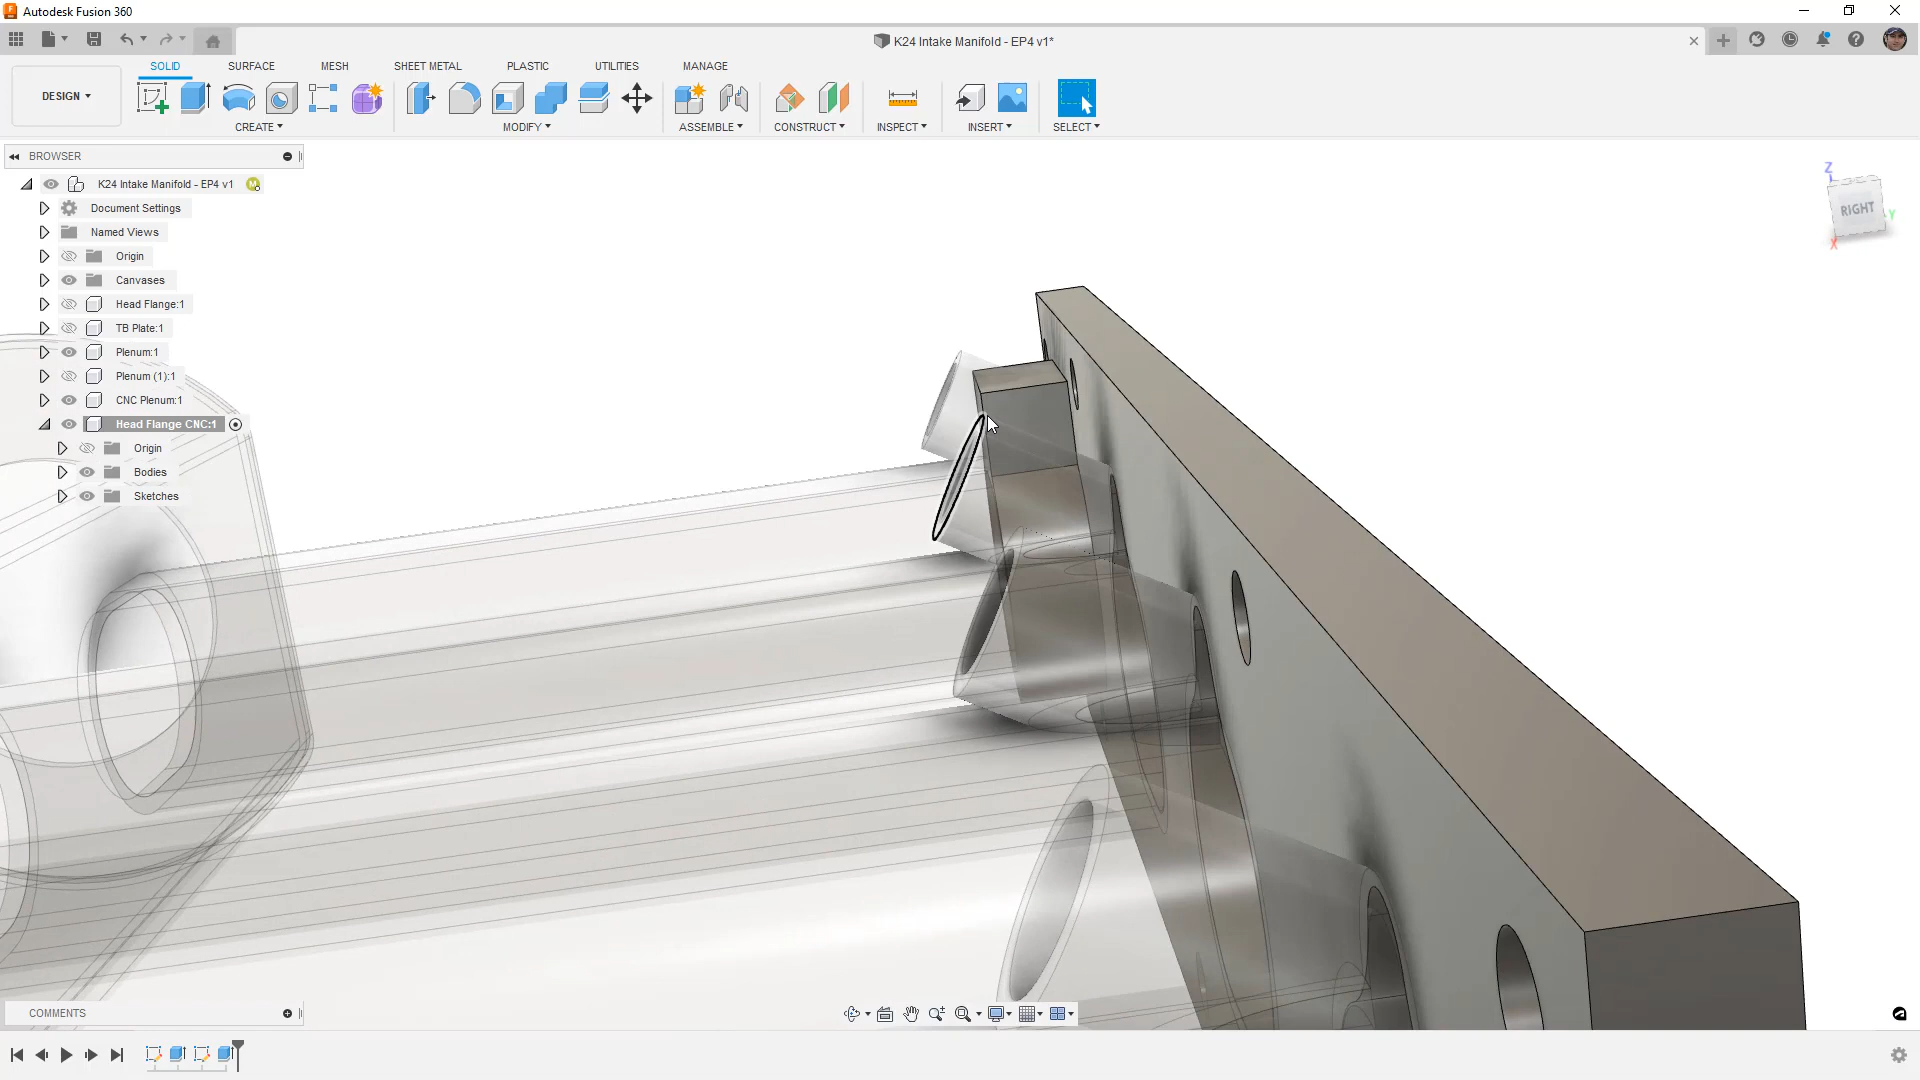 Autodesk Fusion 360
K24 Intake Manifold - EP4 v1*
DESIGN
SOLID SURFACE MESH SHEET METAL PLASTIC UTILITIES MANAGE
CREATE MODIFY ASSEMBLE CONSTRUCT INSPECT INSERT SELECT
BROWSER
K24 Intake Manifold - EP4 v1
Document Settings
Named Views
Origin
Canvases
Head Flange:1
TB Plate:1
Plenum:1
Plenum (1):1
CNC Plenum:1
Head Flange CNC:1
Origin
Bodies
Sketches
Z
RIGHT
Y
X
COMMENTS